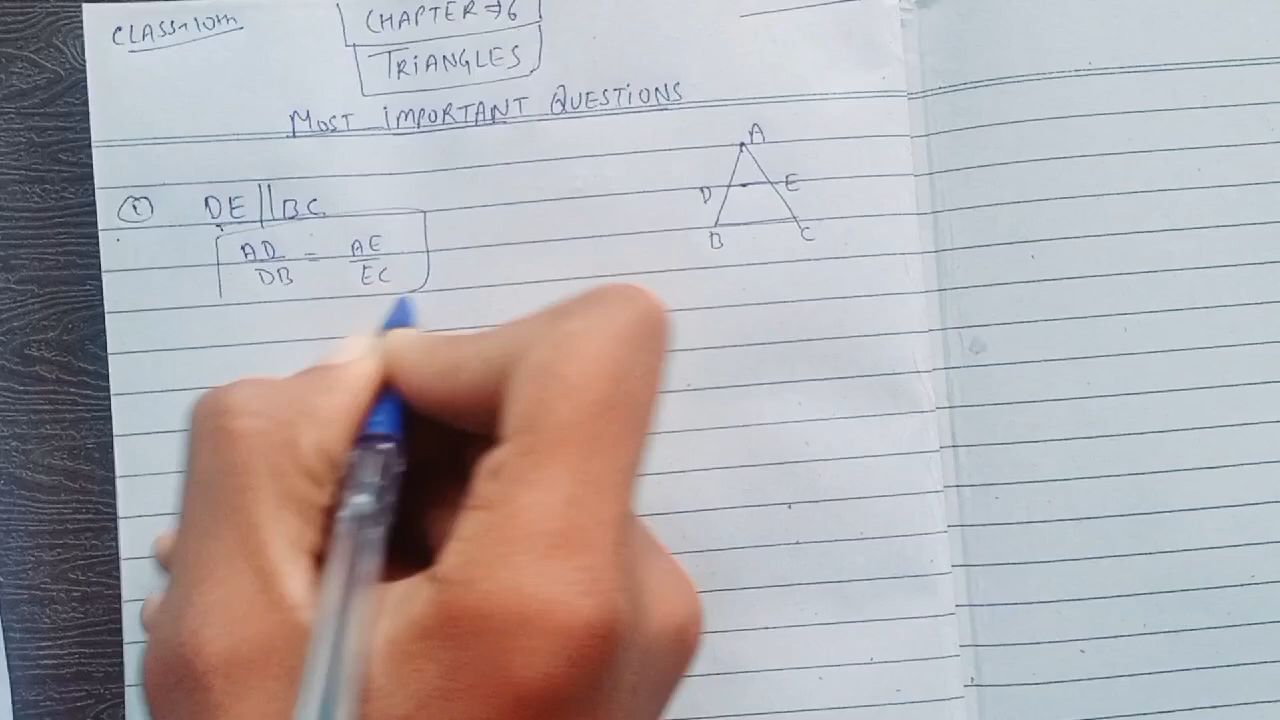 CLASS→10th
CHAPTER→6
TRIANGLES
MOST IMPORTANT QUESTIONS
① DE||BC
AD/DB = AE/EC
A
D E
B C